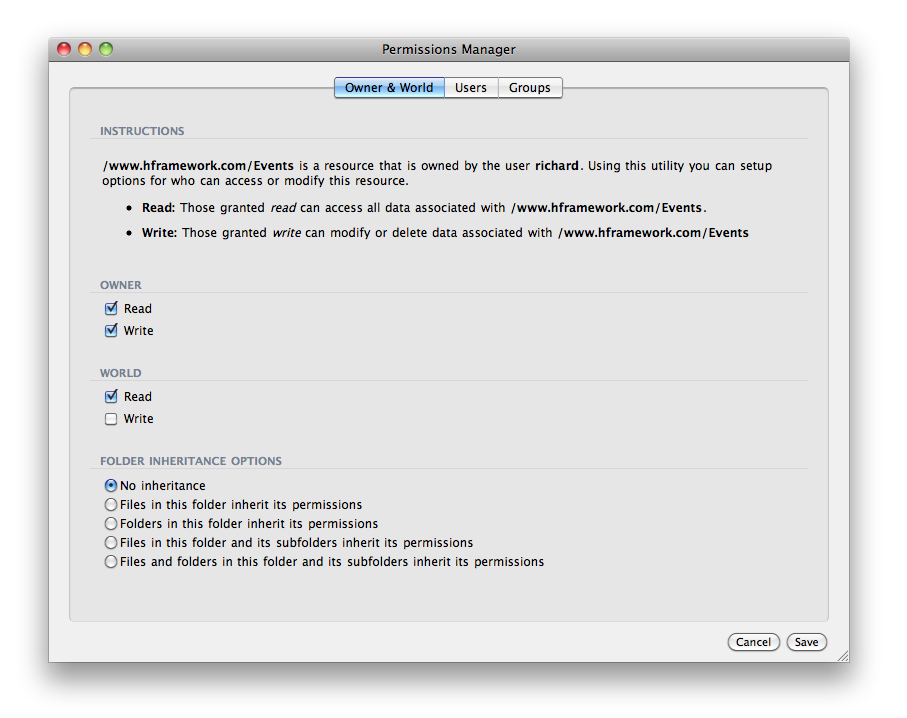 Permissions Manager
Owner & World Users Groups
INSTRUCTIONS
/www.hframework.com/Events is a resource that is owned by the user richard. Using this utility you can setup
options for who can access or modify this resource.
• Read: Those granted read can access all data associated with /www.hframework.com/Events.
• Write: Those granted write can modify or delete data associated with /www.hframework.com/Events
OWNER
Read
Write
WORLD
Read
Write
FOLDER INHERITANCE OPTIONS
No inheritance
Files in this folder inherit its permissions
Folders in this folder inherit its permissions
Files in this folder and its subfolders inherit its permissions
Files and folders in this folder and its subfolders inherit its permissions
Cancel Save